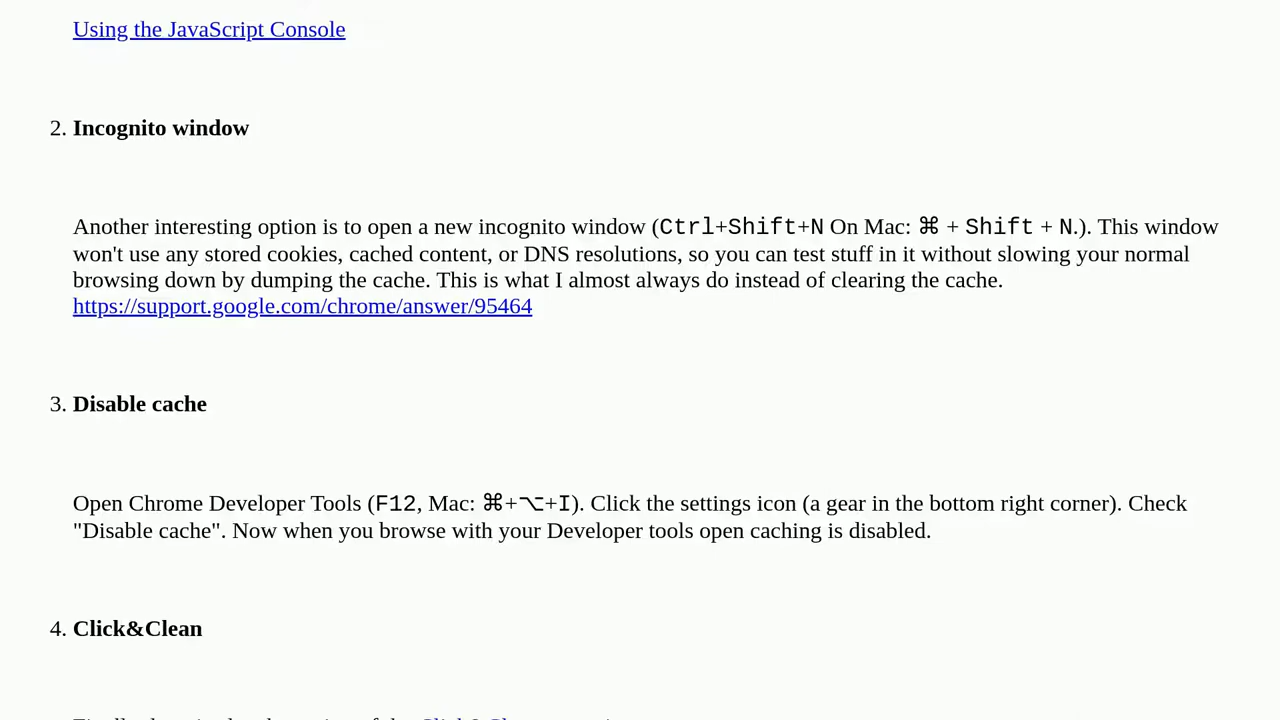 Using the JavaScript Console
2. Incognito window
Another interesting option is to open a new incognito window (Ctrl+Shift+N On Mac: ⌘ + Shift + N.). This window
won't use any stored cookies, cached content, or DNS resolutions, so you can test stuff in it without slowing your normal
browsing down by dumping the cache. This is what I almost always do instead of clearing the cache.
https://support.google.com/chrome/answer/95464
3. Disable cache
Open Chrome Developer Tools (F12, Mac: ⌘+⌥+I). Click the settings icon (a gear in the bottom right corner). Check
"Disable cache". Now when you browse with your Developer tools open caching is disabled.
4. Click&Clean